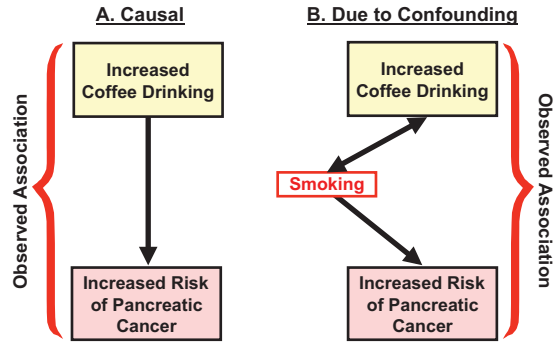 A. Causal
Observed Association
Increased
Coffee Drinking
Increased Risk
of Pancreatic
Cancer
B. Due to Confounding
Increased
Coffee Drinking
Smoking
Increased Risk
of Pancreatic
Cancer
Observed Association